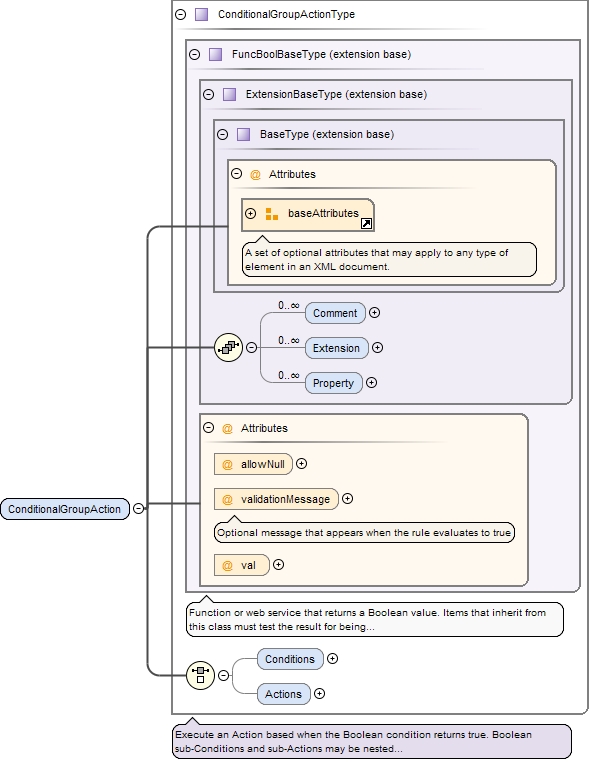 ConditionalGroupActionType
FuncBoolBaseType (extension base)
ExtensionBaseType (extension base)
BaseType (extension base)
@ Attributes
baseAttributes
A set of optional attributes that may apply to any type of
element in an XML document.
0..∞
Comment
0..∞
Extension
0..∞
Property
@ Attributes
@ allowNull
@ validationMessage
Optional message that appears when the rule evaluates to true
@ val
ConditionalGroupAction
Function or web service that returns a Boolean value. Items that inherit from
this class must test the result for being...
Conditions
Actions
Execute an Action based when the Boolean condition returns true. Boolean
sub-Conditions and sub-Actions may be nested...